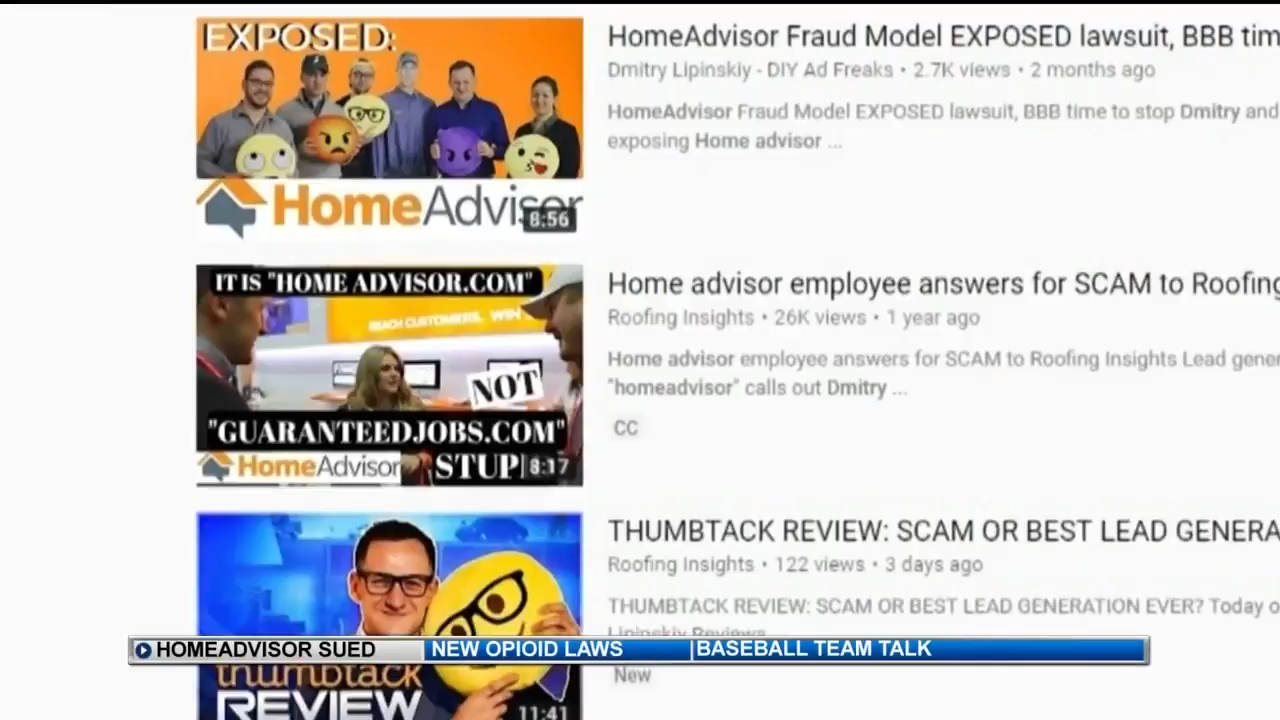 EXPOSED:
HomeAdvisor
8:56
HomeAdvisor Fraud Model EXPOSED lawsuit, BBB tim
Dmitry Lipinskiy - DIY Ad Freaks • 2.7K views • 2 months ago
HomeAdvisor Fraud Model EXPOSED lawsuit, BBB time to stop Dmitry and
exposing Home advisor ...
IT IS "HOME ADVISOR.COM"
REACH CUSTOMERS. WIN
NOT
"GUARANTEEDJOBS.COM"
HomeAdvisor
STUP
8:17
Home advisor employee answers for SCAM to Roofing
Roofing Insights • 26K views • 1 year ago
Home advisor employee answers for SCAM to Roofing Insights Lead gener
"homeadvisor" calls out Dmitry ...
CC
thumbtack
REVIEW
11:41
THUMBTACK REVIEW: SCAM OR BEST LEAD GENERA
Roofing Insights • 122 views • 3 days ago
THUMBTACK REVIEW: SCAM OR BEST LEAD GENERATION EVER? Today o
Lipinskiy Reviews
New
HOMEADVISOR SUED
NEW OPIOID LAWS
BASEBALL TEAM TALK